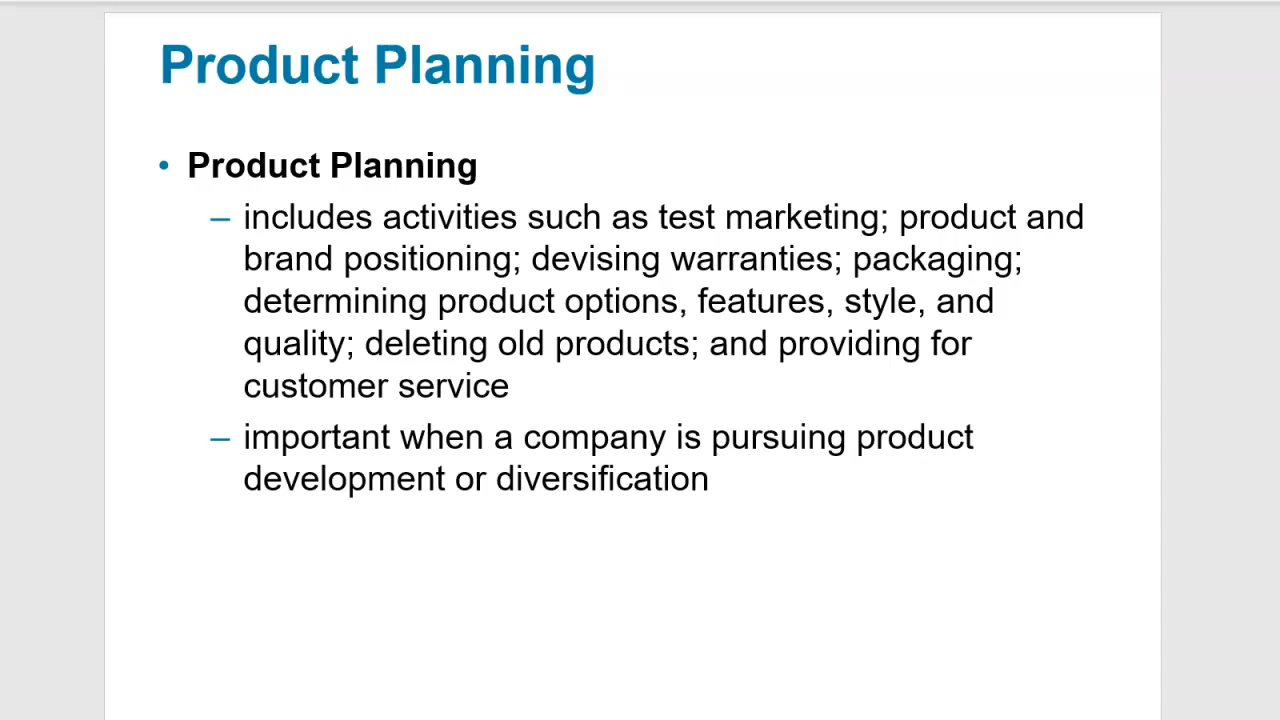 Product Planning
• Product Planning
– includes activities such as test marketing; product and
brand positioning; devising warranties; packaging;
determining product options, features, style, and
quality; deleting old products; and providing for
customer service
– important when a company is pursuing product
development or diversification